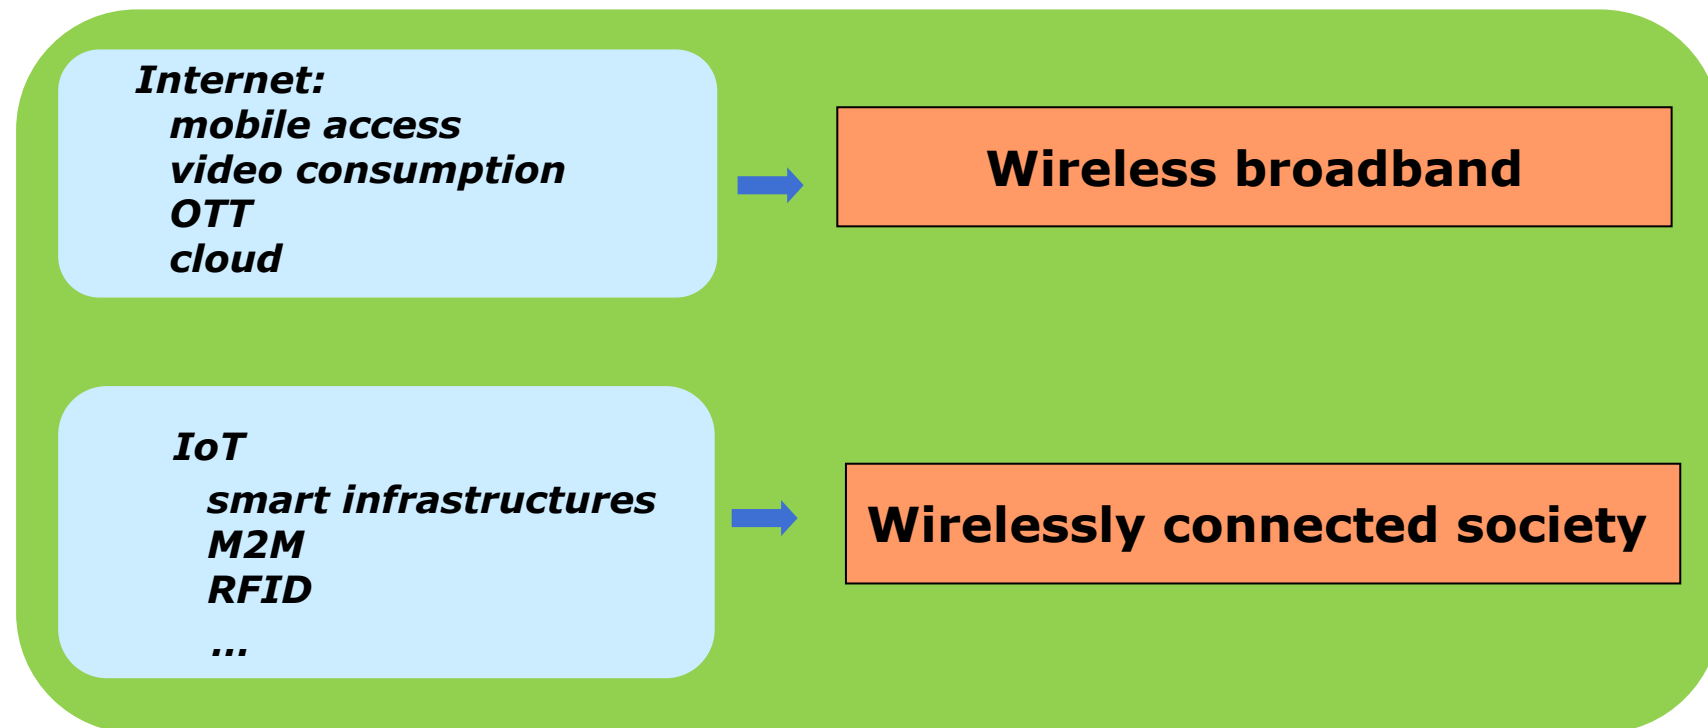 Internet:
mobile access
video consumption
OTT
cloud
Wireless broadband
IoT
smart infrastructures
M2M
RFID
...
Wirelessly connected society